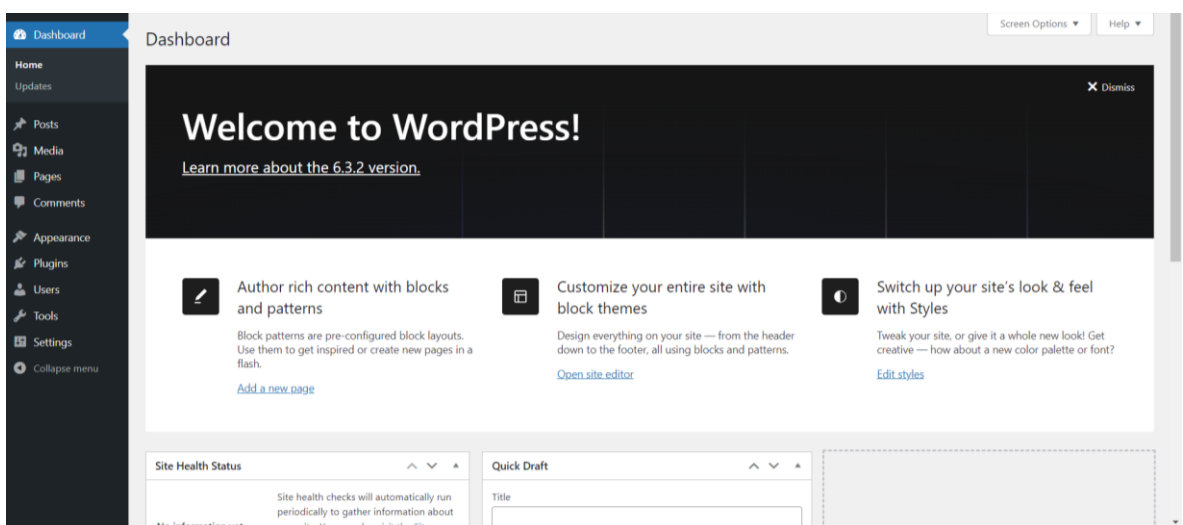 Dashboard
Home
Updates
Posts
Media
Pages
Comments
Appearance
Plugins
Users
Tools
Settings
Collapse menu
Screen Options ▼
Help ▼
Dashboard
Dismiss
Welcome to WordPress!
Learn more about the 6.3.2 version.
Author rich content with blocks
and patterns
Block patterns are pre-configured block layouts.
Use them to get inspired or create new pages in a
flash.
Add a new page
Customize your entire site with
block themes
Design everything on your site — from the header
down to the footer, all using blocks and patterns.
Open site editor
Switch up your site’s look & feel
with Styles
Tweak your site, or give it a whole new look! Get
creative — how about a new color palette or font?
Edit styles
Site Health Status
Site health checks will automatically run
periodically to gather information about
Quick Draft
Title